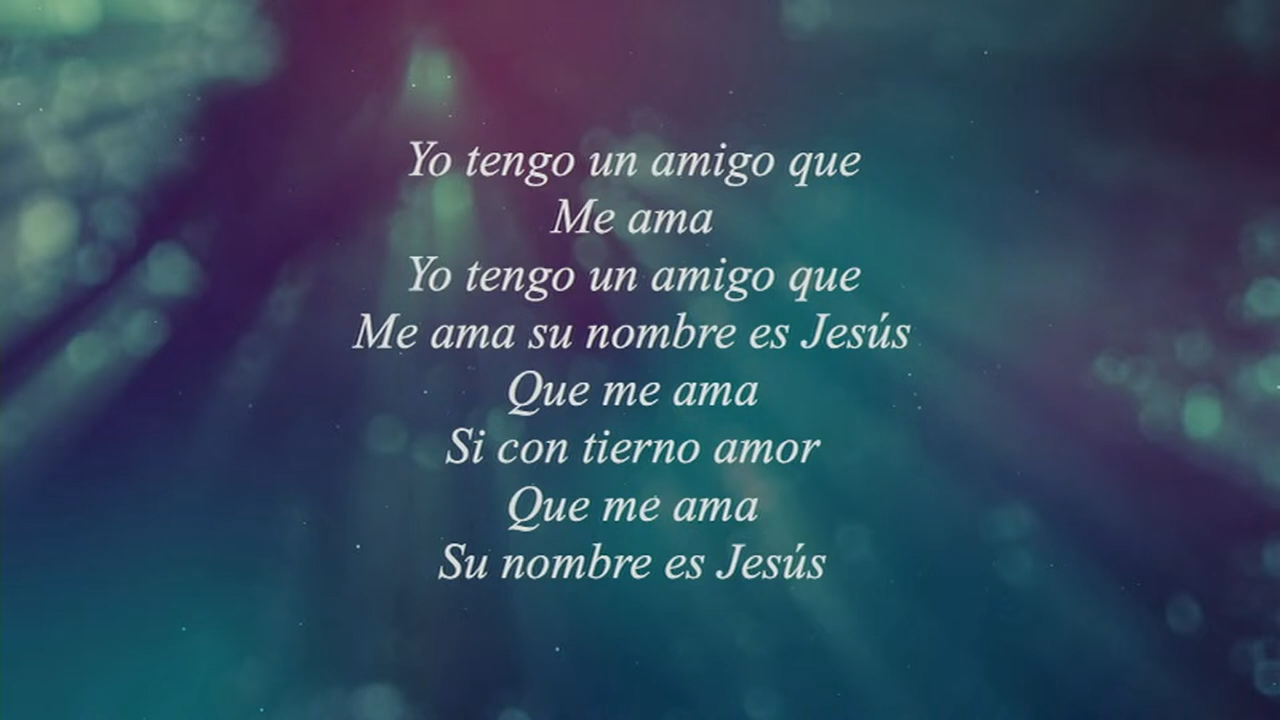 Yo tengo un amigo que
Me ama
Yo tengo un amigo que
Me ama su nombre es Jesús
Que me ama
Si con tierno amor
Que me ama
Su nombre es Jesús